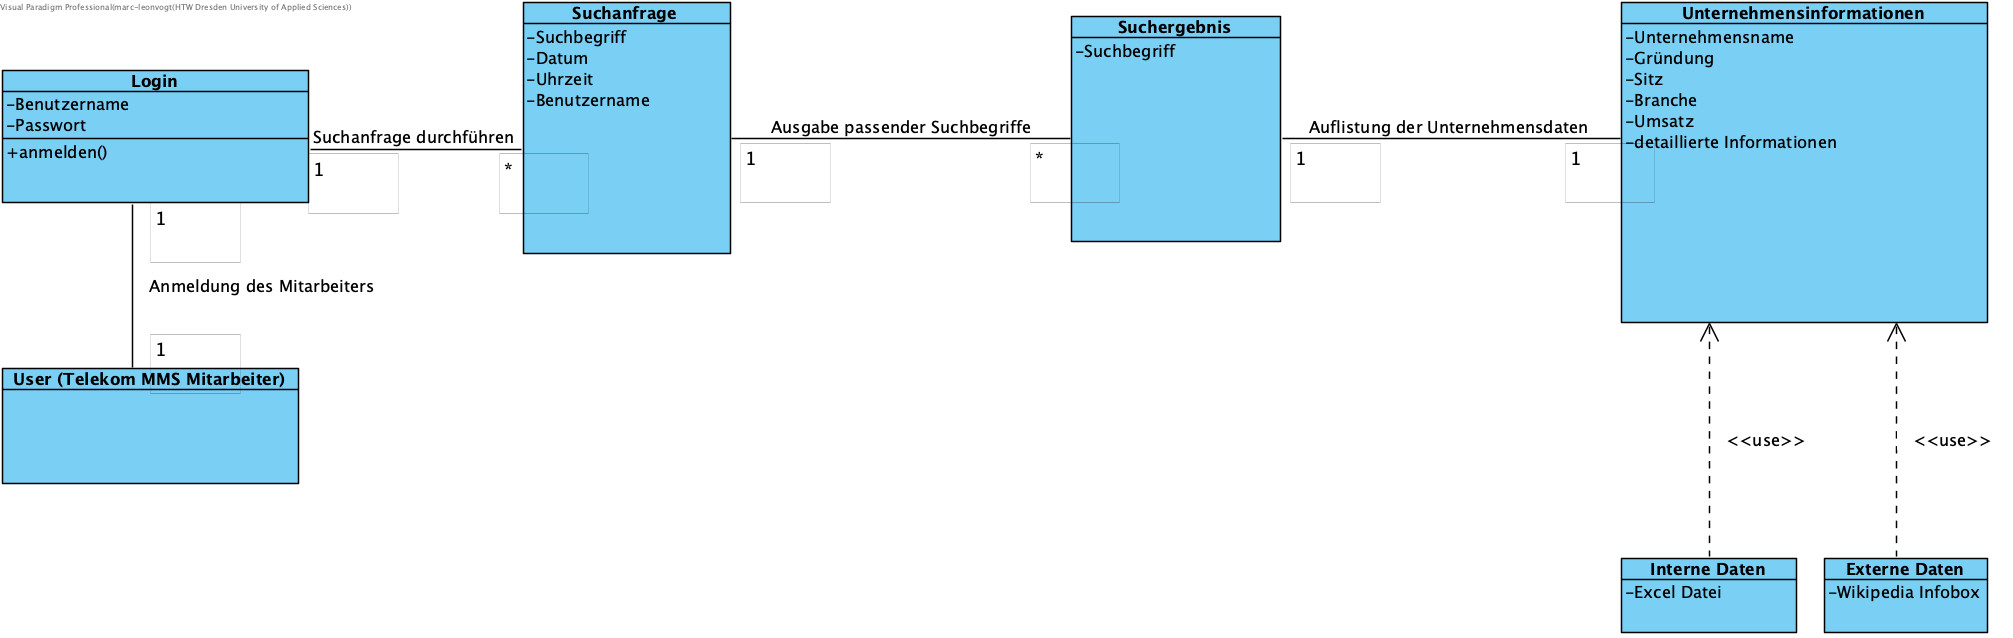 Visual Paradigm Professional(marc-leonvogt(HTW Dresden University of Applied Sciences))
Login
-Benutzername
-Passwort
+anmelden()
Suchanfrage durchführen
1
*
Suchanfrage
-Suchbegriff
-Datum
-Uhrzeit
-Benutzername
Ausgabe passender Suchbegriffe
1
*
Suchergebnis
-Suchbegriff
Auflistung der Unternehmensdaten
1
1
Unternehmensinformationen
-Unternehmensname
-Gründung
-Sitz
-Branche
-Umsatz
-detaillierte Informationen
1
Anmeldung des Mitarbeiters
1
User (Telekom MMS Mitarbeiter)
<<use>>
<<use>>
Interne Daten
-Excel Datei
Externe Daten
-Wikipedia Infobox